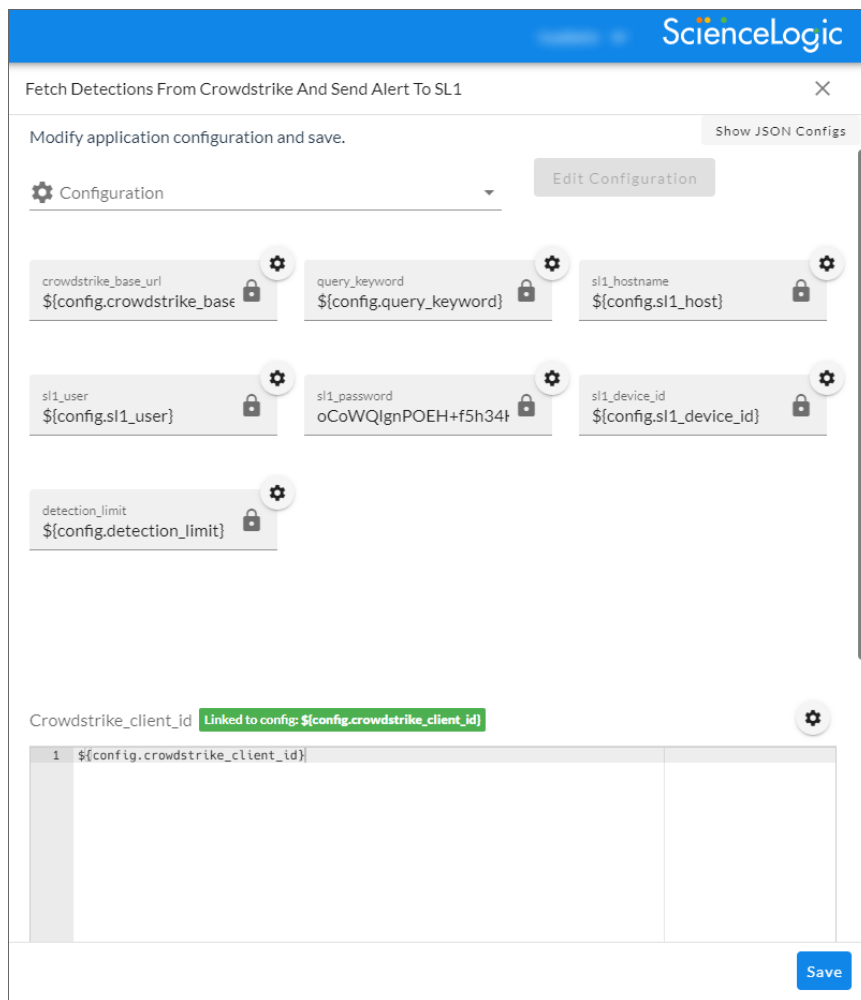 ScienceLogic
Fetch Detections From Crowdstrike And Send Alert To SL1
Show JSON Configs
Modify application configuration and save.
Configuration
Edit Configuration
crowdstrike_base_url
${config.crowdstrike_base
query_keyword
${config.query_keyword}
sl1_hostname
${config.sl1_host}
sl1_user
${config.sl1_user}
sl1_password
oCoWQIgnPOEH+f5h34H
sl1_device_id
${config.sl1_device_id}
detection_limit
${config.detection_limit}
Crowdstrike_client_id Linked to config: ${config.crowdstrike_client_id}
1 ${config.crowdstrike_client_id}
Save